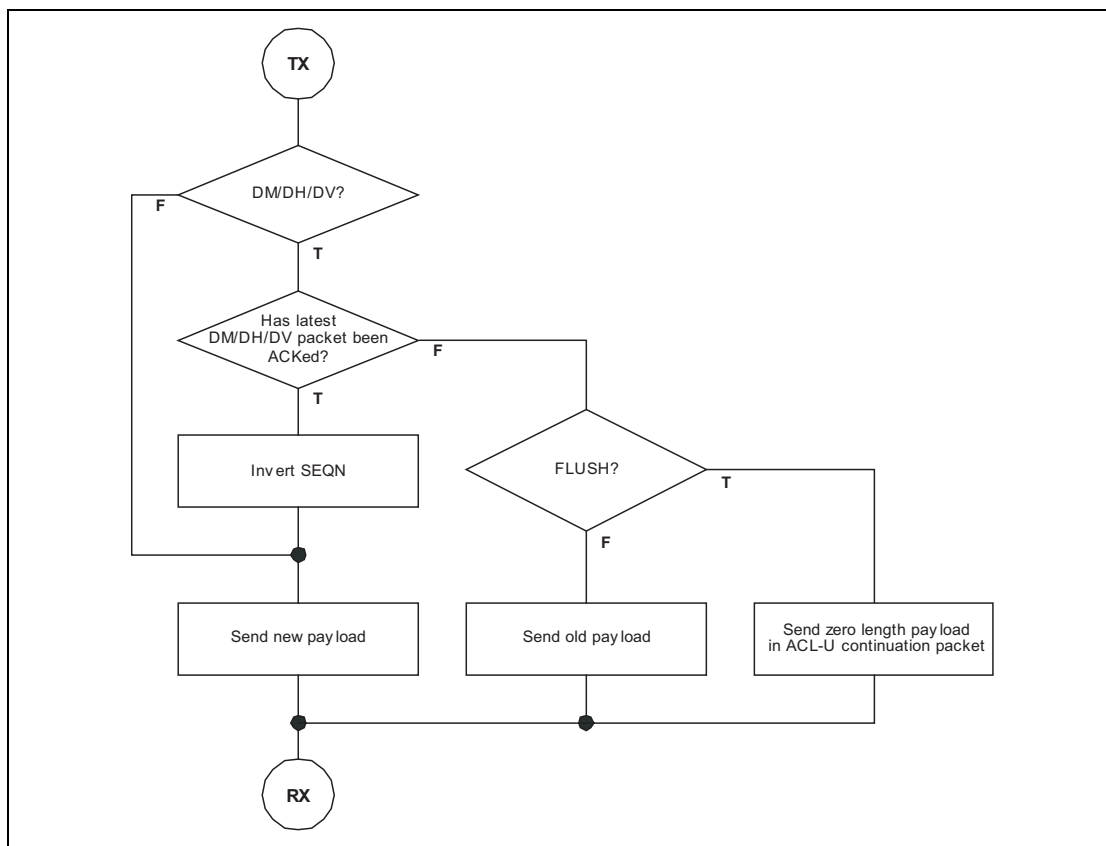 TX
DM/DH/DV?
F
T
Has latest
DM/DH/DV packet been
ACKed?
F
T
Invert SEQN
FLUSH?
T
F
Send new payload
Send old payload
Send zero length payload
in ACL-U continuation packet
RX